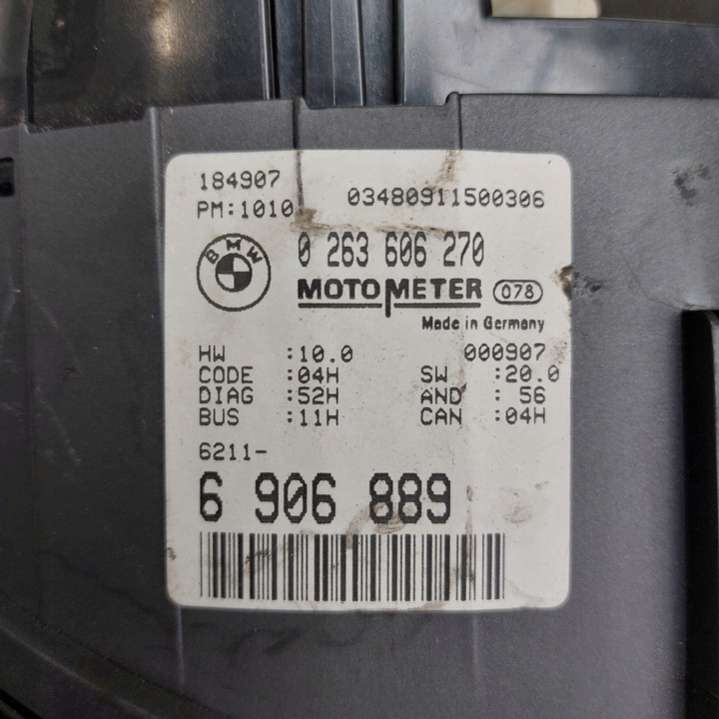 184907
PM:1010 03480911500306
BMW 0 263 606 270
MOTOMETER 078
Made in Germany
HW :10.0 000907
CODE :04H SW :20.0
DIAG :52H AND : 56
BUS :11H CAN :04H
6211-
6 906 889